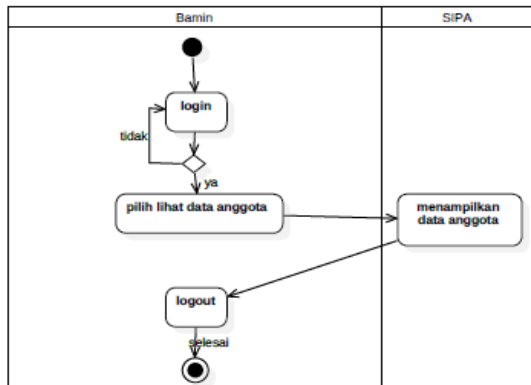 Bamin
SIPA
login
tidak
ya
pilih lihat data anggota
menampilkan
data anggota
logout
selesai